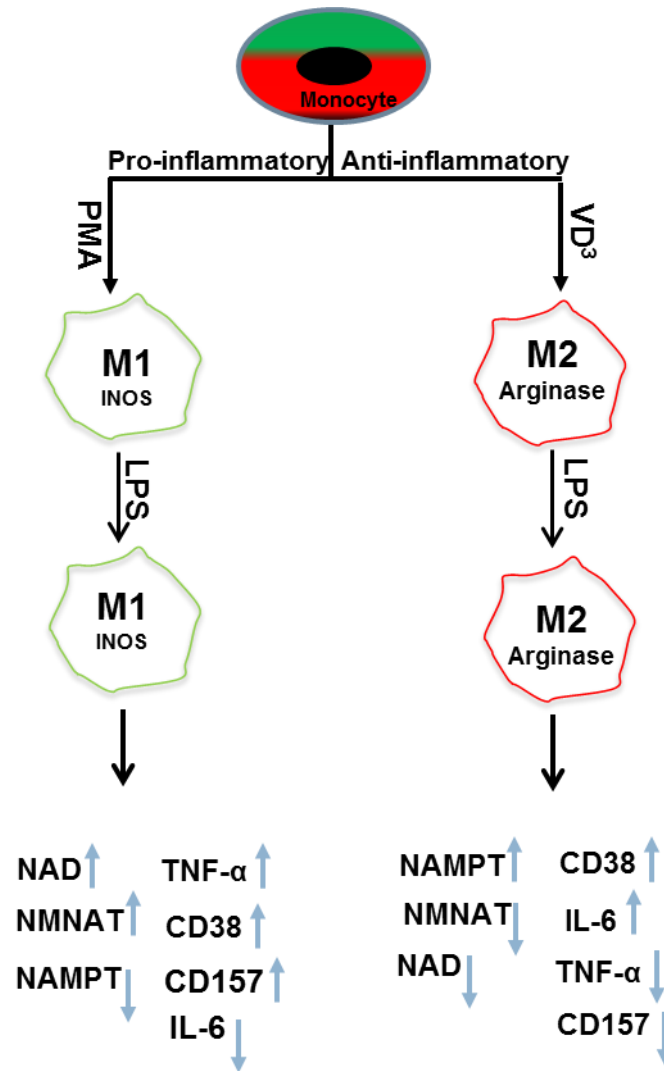 Monocyte
Pro-inflammatory Anti-inflammatory
PMA
VD³
M1
INOS
M2
Arginase
LPS
LPS
M1
INOS
M2
Arginase
NAD
TNF-α
NMNAT
CD38
NAMPT
CD157
IL-6
NAMPT
CD38
NMNAT
IL-6
NAD
TNF-α
CD157